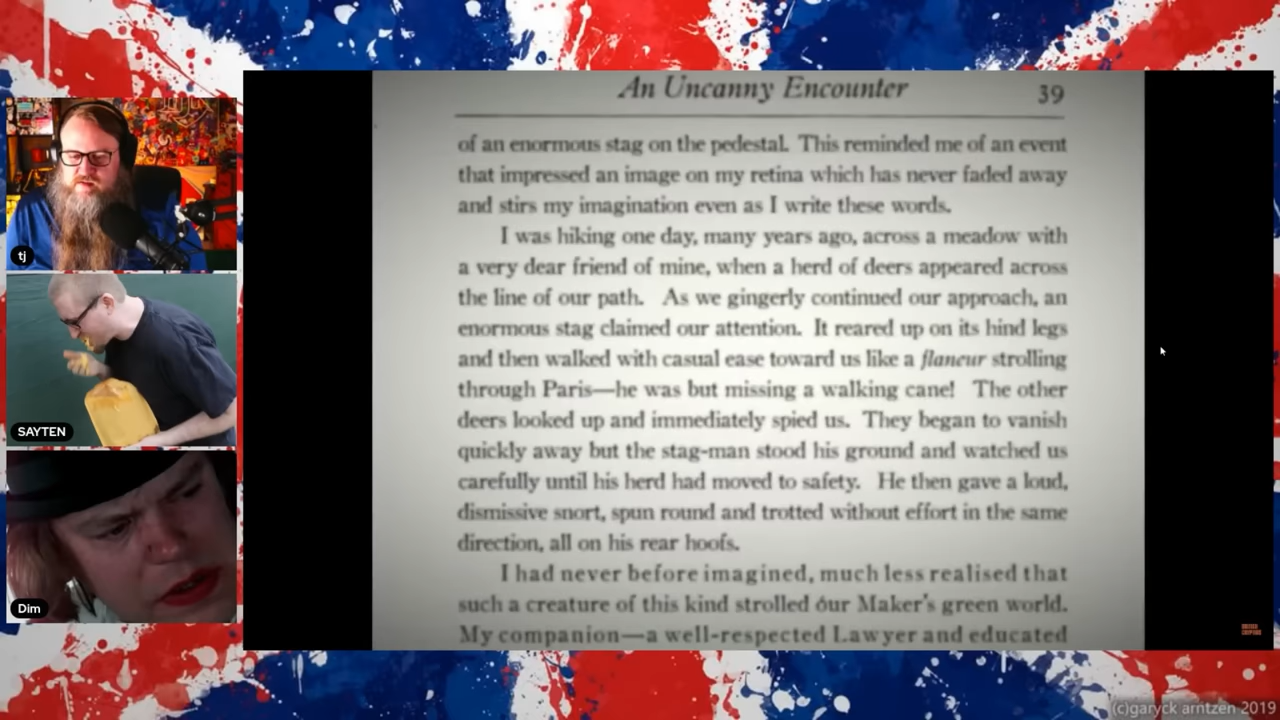 An Uncanny Encounter 39
of an enormous stag on the pedestal. This reminded me of an event
that impressed an image on my retina which has never faded away
and stirs my imagination even as I write these words.
I was hiking one day, many years ago, across a meadow with
a very dear friend of mine, when a herd of deers appeared across
the line of our path. As we gingerly continued our approach, an
enormous stag claimed our attention. It reared up on its hind legs
and then walked with casual ease toward us like a flaneur strolling
through Paris—he was but missing a walking cane! The other
deers looked up and immediately spied us. They began to vanish
quickly away but the stag-man stood his ground and watched us
carefully until his herd had moved to safety. He then gave a loud,
dismissive snort, spun round and trotted without effort in the same
direction, all on his rear hoofs.
I had never before imagined, much less realised that
such a creature of this kind strolled óur Maker's green world.
My companion—a well-respected Lawyer and educated
tj
SAYTEN
Dim
(c)garyck arntzen 2019